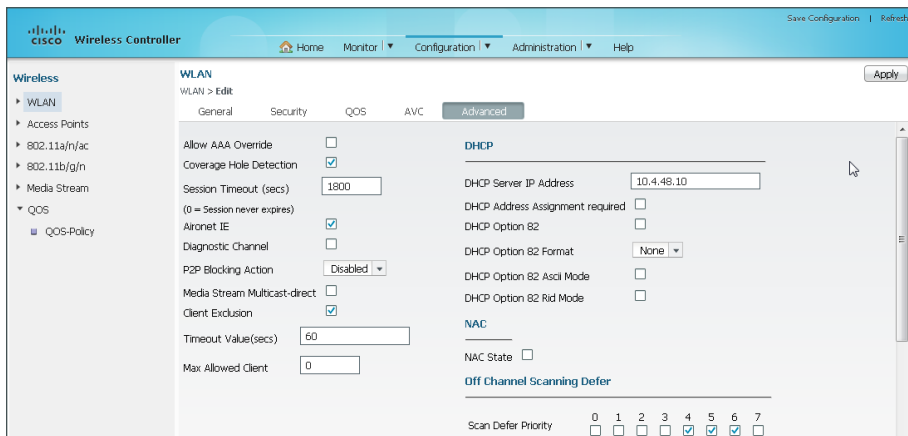 Save Configuration | Refresh
cisco Wireless Controller
Home Monitor | Configuration | Administration | Help
Wireless
WLAN
Access Points
802.11a/n/ac
802.11b/g/n
Media Stream
QOS
QOS-Policy
WLAN
WLAN > Edit
Apply
General Security QOS AVC Advanced
Allow AAA Override
Coverage Hole Detection
Session Timeout (secs) 1800
(0 = Session never expires)
Aironet IE
Diagnostic Channel
P2P Blocking Action Disabled
Media Stream Multicast-direct
Client Exclusion
Timeout Value(secs) 60
Max Allowed Client 0
DHCP
DHCP Server IP Address 10.4.48.10
DHCP Address Assignment required
DHCP Option 82
DHCP Option 82 Format None
DHCP Option 82 Ascii Mode
DHCP Option 82 Rid Mode
NAC
NAC State
Off Channel Scanning Defer
0 1 2 3 4 5 6 7
Scan Defer Priority